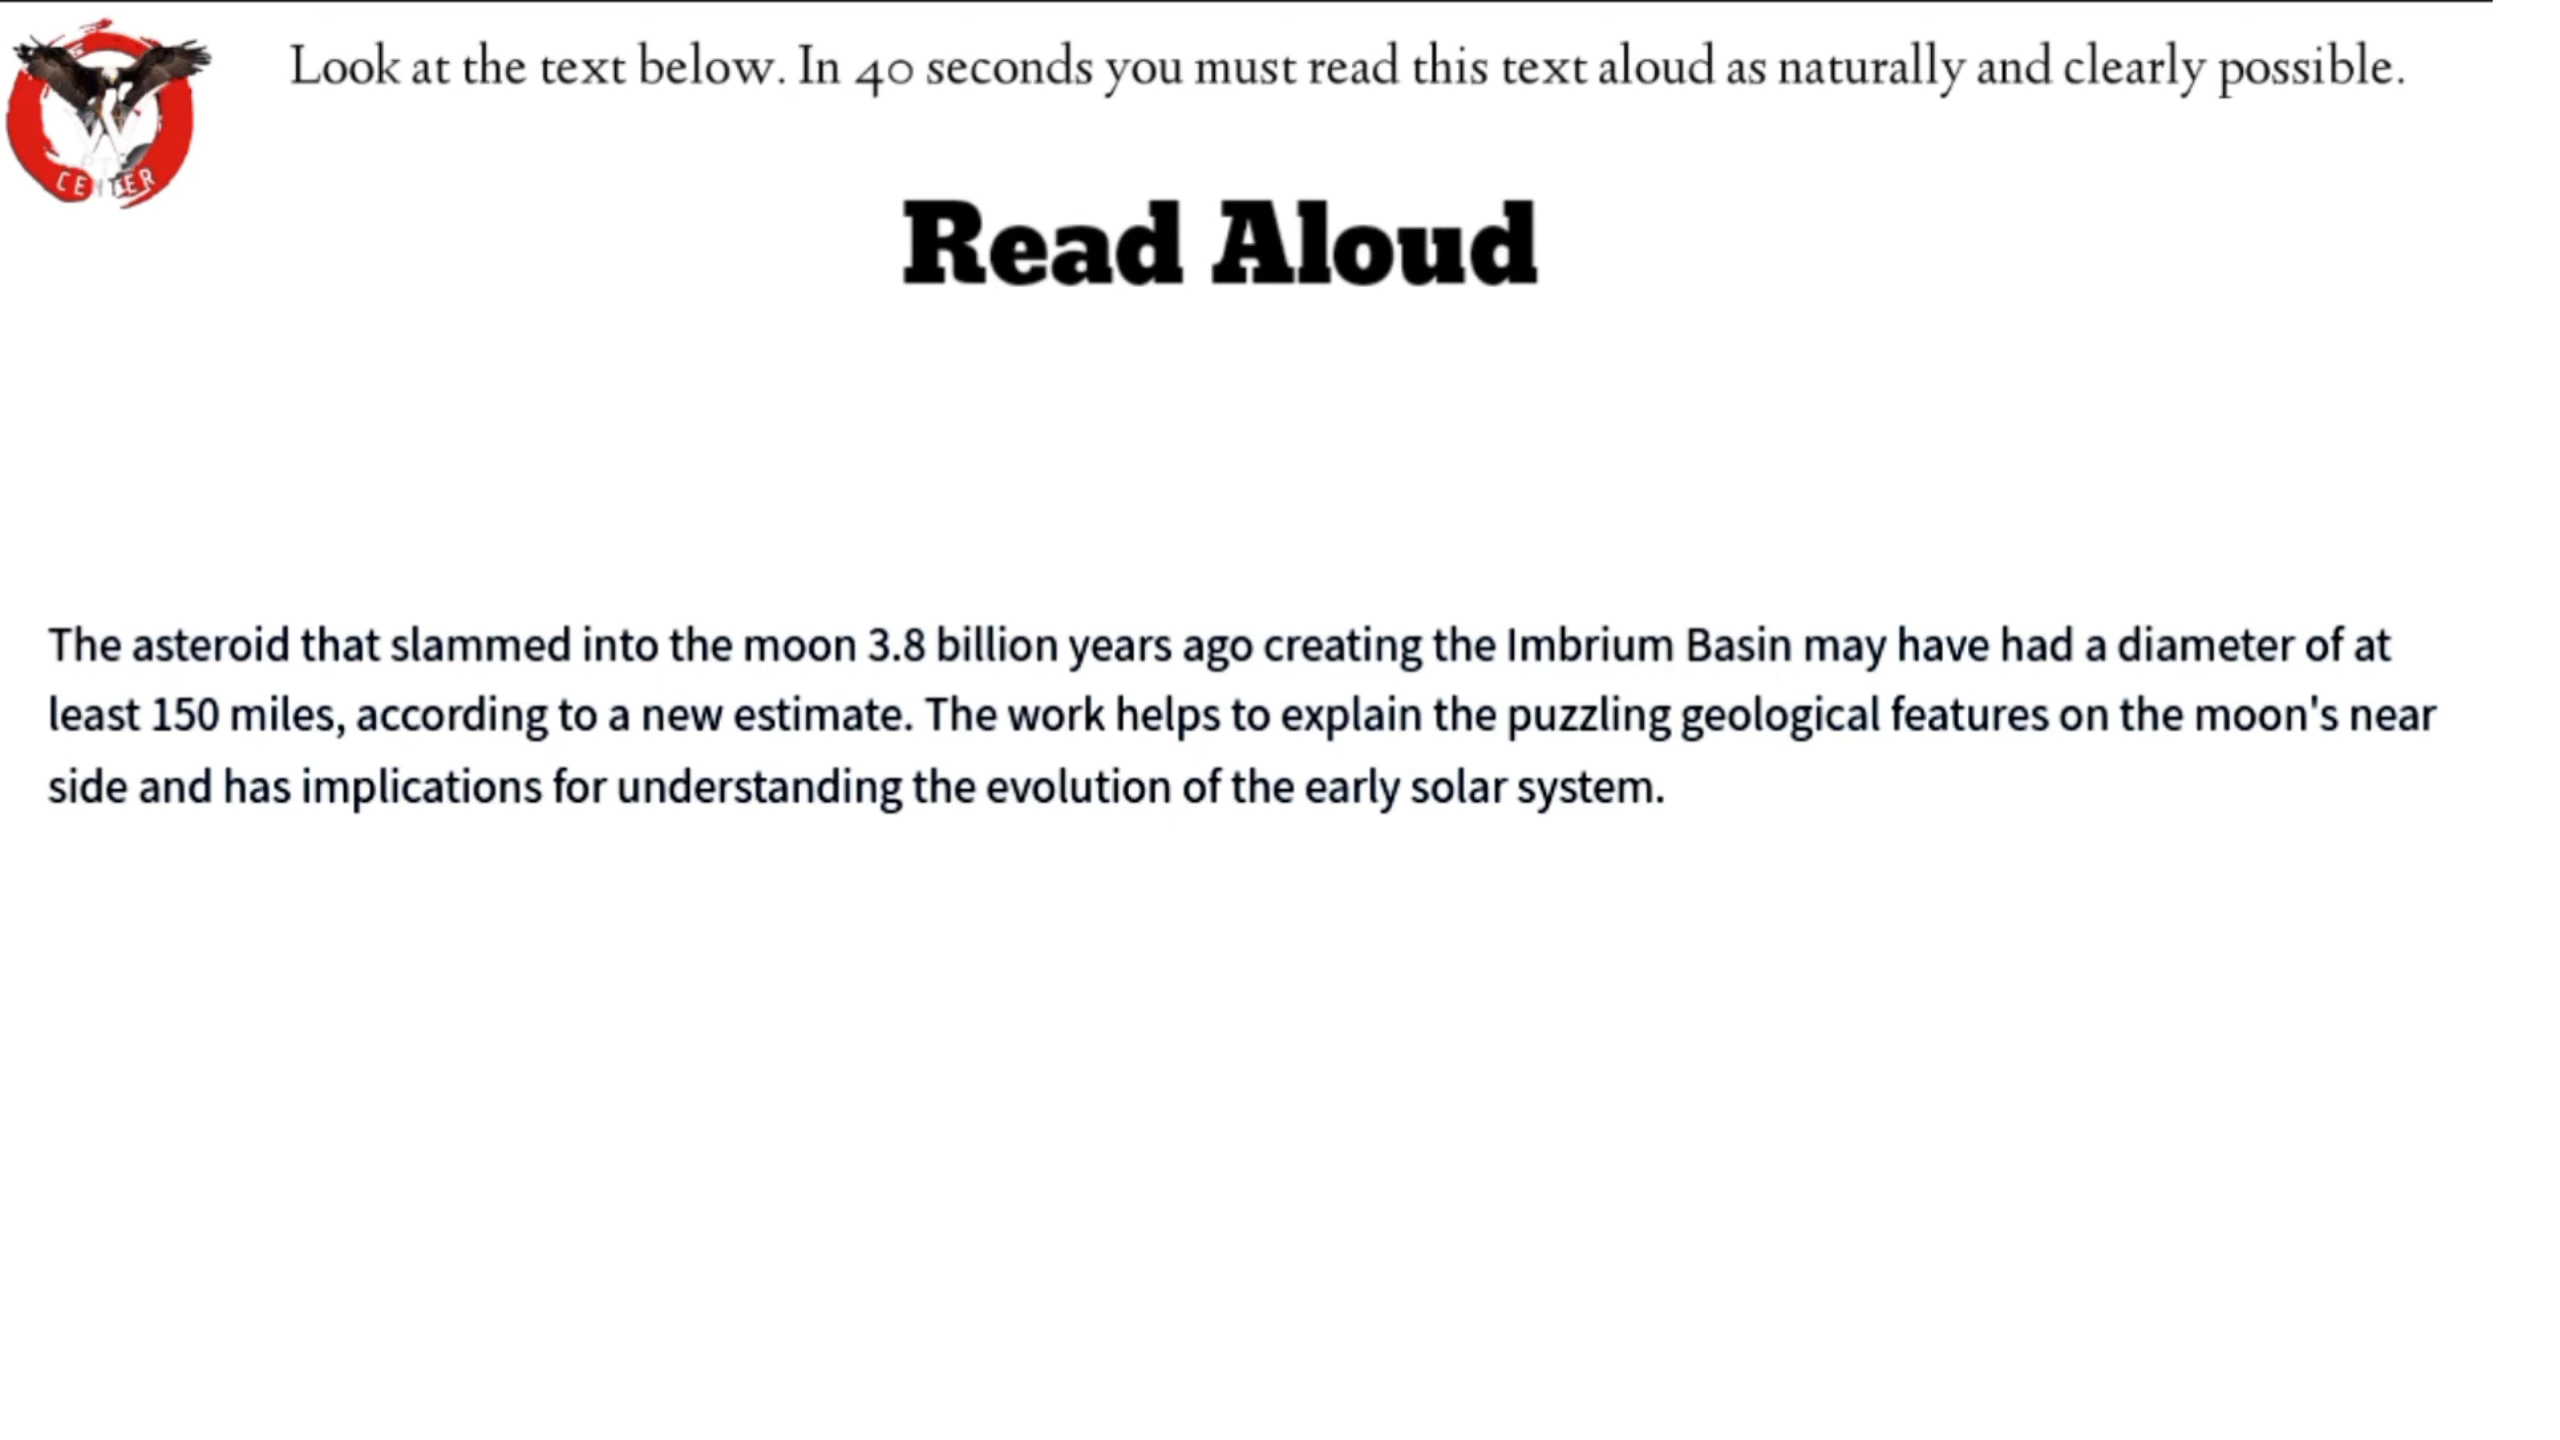 Look at the text below. In 40 seconds you must read this text aloud as naturally and clearly possible.
CENTER
Read Aloud
The asteroid that slammed into the moon 3.8 billion years ago creating the Imbrium Basin may have had a diameter of at
least 150 miles, according to a new estimate. The work helps to explain the puzzling geological features on the moon's near
side and has implications for understanding the evolution of the early solar system.